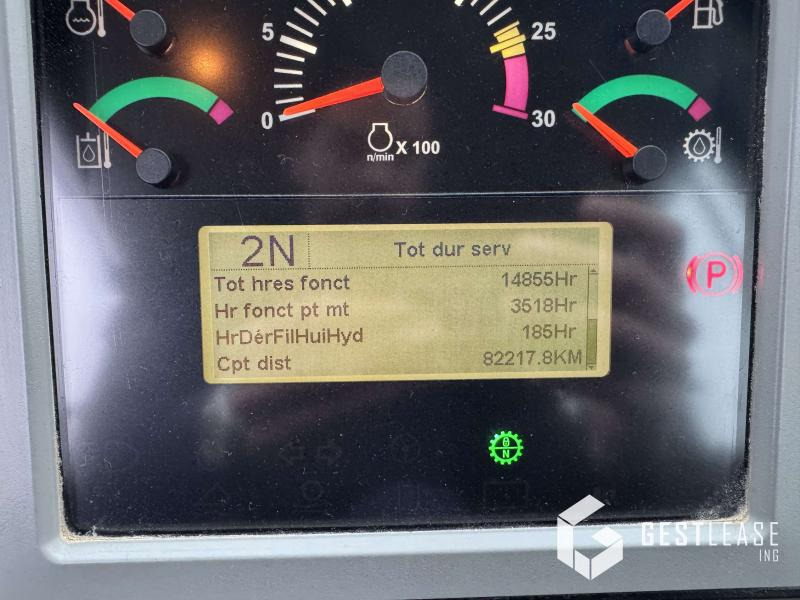 5
25
0
30
n/min
X 100
2N
Tot dur serv
Tot hres fonct 14855Hr
Hr fonct pt mt 3518Hr
HrDérFilHuiHyd 185Hr
Cpt dist 82217.8KM
P
N
GESTLEASE
ING